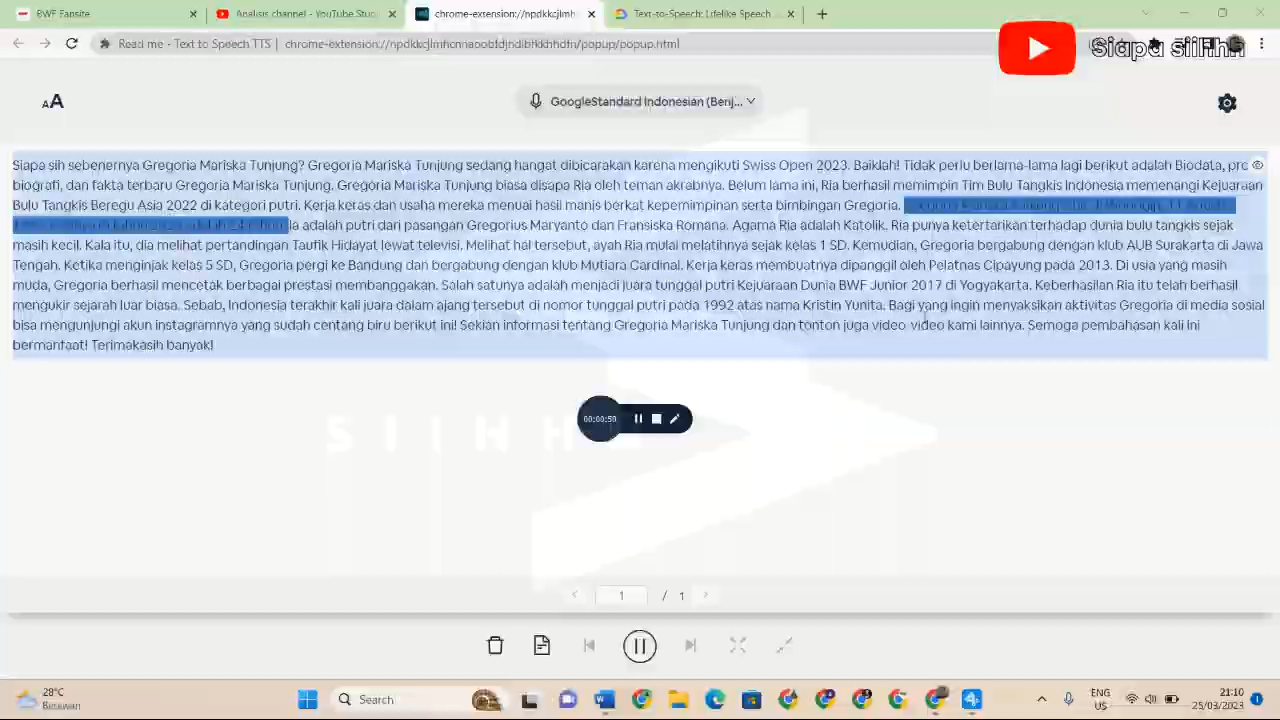 BWF Fansite
Analisis channel - YouTube Studio
chrome-extension://npdkkcjlmh
Text-to-Speech: Lifelike Speech
Read me - Text to Speech TTS | chrome-extension://npdkkcjlmhcnnaoobfdjndibfkkhhdfn/popup/popup.html
Siapa siihhh
AA
GoogleStandard Indonesian (Benj...
Siapa sih sebenernya Gregoria Mariska Tunjung? Gregoria Mariska Tunjung sedang hangat dibicarakan karena mengikuti Swiss Open 2023. Baiklah! Tidak perlu berlama-lama lagi berikut adalah Biodata, pro
biografi, dan fakta terbaru Gregoria Mariska Tunjung. Gregoria Mariska Tunjung biasa disapa Ria oleh teman akrabnya. Belum lama ini, Ria berhasil memimpin Tim Bulu Tangkis Indonesia memenangi Kejuaraan
Bulu Tangkis Beregu Asia 2022 di kategori putri. Kerja keras dan usaha mereka menuai hasil manis berkat kepemimpinan serta bimbingan Gregoria.
adalah putri dari pasangan Gregorius Maryanto dan Fransiska Romana. Agama Ria adalah Katolik. Ria punya ketertarikan terhadap dunia bulu tangkis sejak
masih kecil. Kala itu, dia melihat pertandingan Taufik Hidayat lewat televisi. Melihat hal tersebut, ayah Ria mulai melatihnya sejak kelas 1 SD. Kemudian, Gregoria bergabung dengan klub AUB Surakarta di Jawa
Tengah. Ketika menginjak kelas 5 SD, Gregoria pergi ke Bandung dan bergabung dengan klub Mutiara Cardinal. Kerja keras membuatnya dipanggil oleh Pelatnas Cipayung pada 2013. Di usia yang masih
muda, Gregoria berhasil mencetak berbagai prestasi membanggakan. Salah satunya adalah menjadi juara tunggal putri Kejuaraan Dunia BWF Junior 2017 di Yogyakarta. Keberhasilan Ria itu telah berhasil
mengukir sejarah luar biasa. Sebab, Indonesia terakhir kali juara dalam ajang tersebut di nomor tunggal putri pada 1992 atas nama Kristin Yunita. Bagi yang ingin menyaksikan aktivitas Gregoria di media sosial
bisa mengunjungi akun instagramnya yang sudah centang biru berikut ini! Sekian informasi tentang Gregoria Mariska Tunjung dan tonton juga video-video kami lainnya. Semoga pembahasan kali ini
bermanfaat! Terimakasih banyak!
00:00:50
SIIHH
1 / 1
28°C
Berawan
Search
ENG
US
21:10
25/03/2023